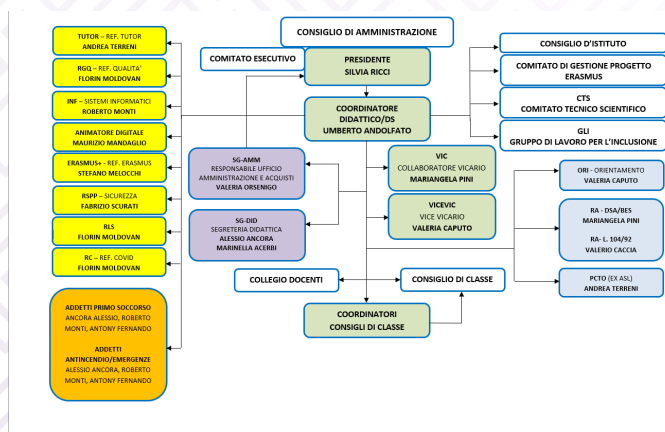 CONSIGLIO DI AMMINISTRAZIONE
COMITATO ESECUTIVO
PRESIDENTE
SILVIA RICCI
COORDINATORE
DIDATTICO/DS
UMBERTO ANDOLFATO
TUTOR – REF. TUTOR
ANDREA TERRENI
RGQ – REF. QUALITA'
FLORIN MOLDOVAN
INF – SISTEMI INFORMATICI
ROBERTO MONTI
ANIMATORE DIGITALE
MAURIZIO MANDAGLIO
ERASMUS+ - REF. ERASMUS
STEFANO MELOCCHI
RSPP – SICUREZZA
FABRIZIO SCURATI
RLS
FLORIN MOLDOVAN
RC – REF. COVID
FLORIN MOLDOVAN
ADDETTI PRIMO SOCCORSO
ANCORA ALESSIO, ROBERTO
MONTI, ANTONY FERNANDO
ADDETTI
ANTINCENDIO/EMERGENZE
ALESSIO ANCORA, ROBERTO
MONTI, ANTONY FERNANDO
SG-AMM
RESPONSABILE UFFICIO
AMMINISTRAZIONE E ACQUISTI
VALERIA ORSENIGO
SG-DID
SEGRETERIA DIDATTICA
ALESSIO ANCORA
MARINELLA ACERBI
VIC
COLLABORATORE VICARIO
MARIANGELA PINI
VICEVIC
VICE VICARIO
VALERIA CAPUTO
COLLEGIO DOCENTI
CONSIGLIO DI CLASSE
COORDINATORI
CONSIGLI DI CLASSE
CONSIGLIO D'ISTITUTO
COMITATO DI GESTIONE PROGETTO
ERASMUS
CTS
COMITATO TECNICO SCIENTIFICO
GLI
GRUPPO DI LAVORO PER L'INCLUSIONE
ORI - ORIENTAMENTO
VALERIA CAPUTO
RA - DSA/BES
MARIANGELA PINI
RA- L. 104/92
VALERIO CACCIA
PCTO (EX ASL)
ANDREA TERRENI